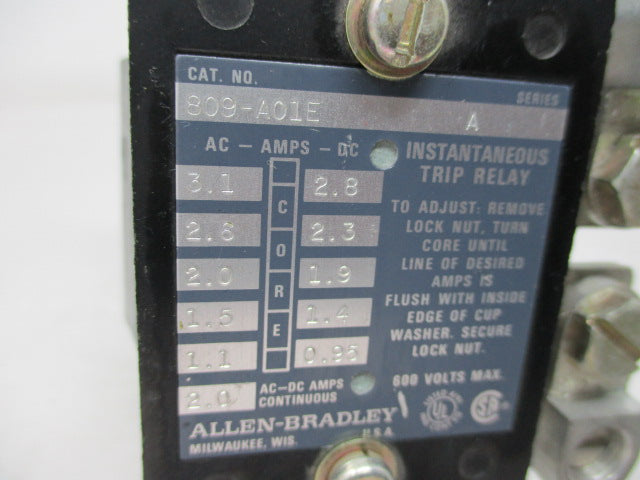 CAT. NO.
SERIES
809-A01E A
AC - AMPS - DC
3.1 2.8
2.6 2.3
2.0 1.9
1.5 1.4
1.1 0.95
CORE
2.0 AC-DC AMPS
CONTINUOUS
INSTANTANEOUS
TRIP RELAY
TO ADJUST: REMOVE
LOCK NUT, TURN
CORE UNTIL
LINE OF DESIRED
AMPS IS
FLUSH WITH INSIDE
EDGE OF CUP
WASHER. SECURE
LOCK NUT.
600 VOLTS MAX.
ALLEN-BRADLEY
MILWAUKEE, WIS. U.S.A.
UL